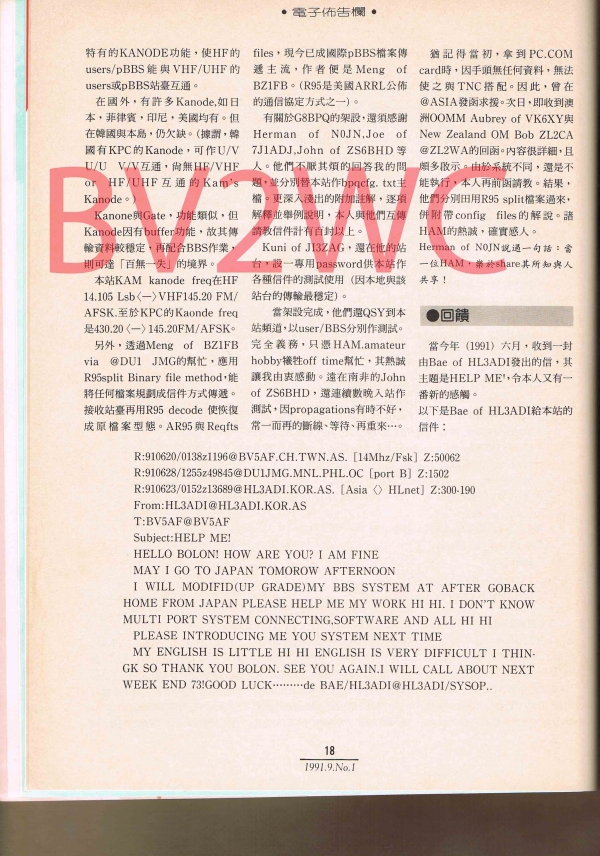 •電子佈告欄•
特有的KANODE功能，使HF的
users/pBBS能與VHF/UHF的
users或pBBS站臺互通。
在國外，有許多Kanode,如日
本，菲律賓，印尼，美國均有。但
在韓國與本島，仍欠缺。（據謂，韓
國有KPC的Kanode，可作U/V
U/U V/V互通，尙無HF/VHF
or HF/UHF互通的Kam's
Kanode。）
Kanone與Gate，功能類似，但
Kanode因有buffer功能，故其傳
輸資料較穩定，再配合BBS作業，
則可達「百無一失」的境界。
本站KAM kanode freq在HF
14.105 Lsb〈—〉VHF145.20 FM/
AFSK.至於KPC的Kaonde freq
是430.20〈—〉145.20FM/AFSK。
另外，透過Meng of BZ1FB
via @DU1 JMG的幫忙，應用
R95split Binary file method,能
將任何檔案規劃成信件方式傳遞。
接收站臺再用R95 decode 使恢復
成原檔案型態。AR95與Reqfts
files，現今已成國際pBBS檔案傳
遞主流，作者便是Meng of
BZ1FB。（R95是美國ARRL公佈
的通信協定方式之一）。
有關於G8BPQ的架設，還須感謝
Herman of N0JN,Joe of
7J1ADJ,John of ZS6BHD等
人。他們不厭其煩的回答我的問
題，並分別替本站作bpqcfg. txt主
檔。更深入淺出的附加註解，逐項
解釋並舉例說明，本人與他們互傳
請教信件計有百封以上。
Kuni of JI3ZAG，還在他的站
台，設一專用password供本站作
各種信件的測試使用（因本地與該
站台的傳輸最穩定）。
當架設完成，他們還QSY到本
站頻道，以user/BBS分別作測試。
完全義務，只憑HAM.amateur
hobby犧牲off time幫忙，其熱誠
讓我由衷感動。遠在南非的John
of ZS6BHD，還連續數晚入站作
測試，因propagations有時不好，
常一而再的斷線、等待、再重來…。
猶記得當初，拿到PC.COM
card時，因手頭無任何資料，無法
使之與TNC搭配。因此，曾在
@ASIA發函求援。次日，即收到澳
洲OOMM Aubrey of VK6XY與
New Zealand OM Bob ZL2CA
@ZL2WA的回函。內容很詳細，且
頗多啟示。由於系統不同，還是不
能執行，本人再前函請教。結果，
他們分別田用R95 split檔案過來，
併附帶config files的解說。諸
HAM的熱誠，確實感人。
Herman of N0JN說過一句話：當
一位HAM，樂於share其所知與人
共享！
●回饋
當今年（1991）六月，收到一封
由Bae of HL3ADI發出的信，其
主題是HELP ME'，令本人又有一
番新的感觸。
以下是Bae of HL3ADI給本站的
信件：
R:910620/0138z1196@BV5AF.CH.TWN.AS.［14Mhz/Fsk］Z:50062
R:910628/1255z49845@DU1JMG.MNL.PHL.OC［port B］Z:1502
R:910623/0152z13689@HL3ADI.KOR.AS.［Asia〈〉HLnet］Z:300-190
From:HL3ADI@HL3ADI.KOR.AS
T:BV5AF@BV5AF
Subject:HELP ME!
HELLO BOLON! HOW ARE YOU? I AM FINE
MAY I GO TO JAPAN TOMOROW AFTERNOON
I WILL MODIFID(UP GRADE)MY BBS SYSTEM AT AFTER GOBACK
HOME FROM JAPAN PLEASE HELP ME MY WORK HI HI. I DON'T KNOW
MULTI PORT SYSTEM CONNECTING,SOFTWARE AND ALL HI HI
PLEASE INTRODUCING ME YOU SYSTEM NEXT TIME
MY ENGLISH IS LITTLE HI HI ENGLISH IS VERY DIFFICULT I THIN-
GK SO THANK YOU BOLON. SEE YOU AGAIN.I WILL CALL ABOUT NEXT
WEEK END 73!GOOD LUCK………de BAE/HL3ADI@HL3ADI/SYSOP..
18
1991.9.No.1
BV2WC